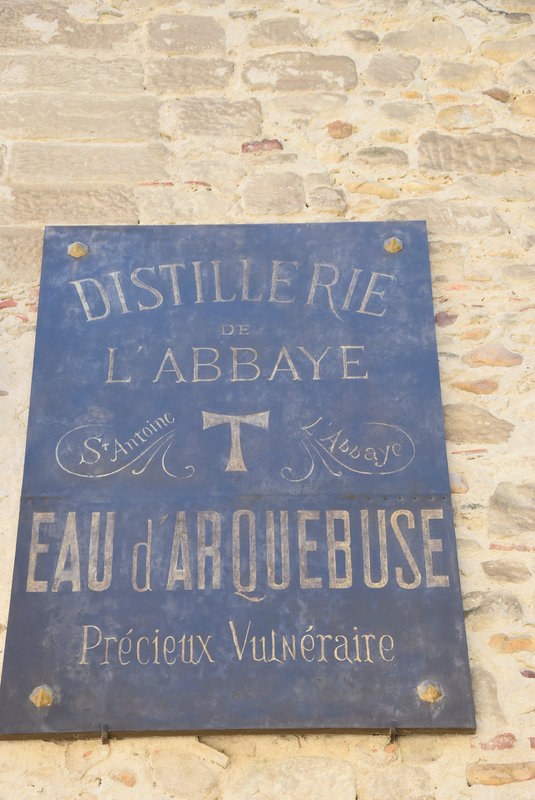 DISTILLERIE
DE
L'ABBAYE
St Antoine T L'Abbaye
EAU d'ARQUEBUSE
Précieux Vulnéraire